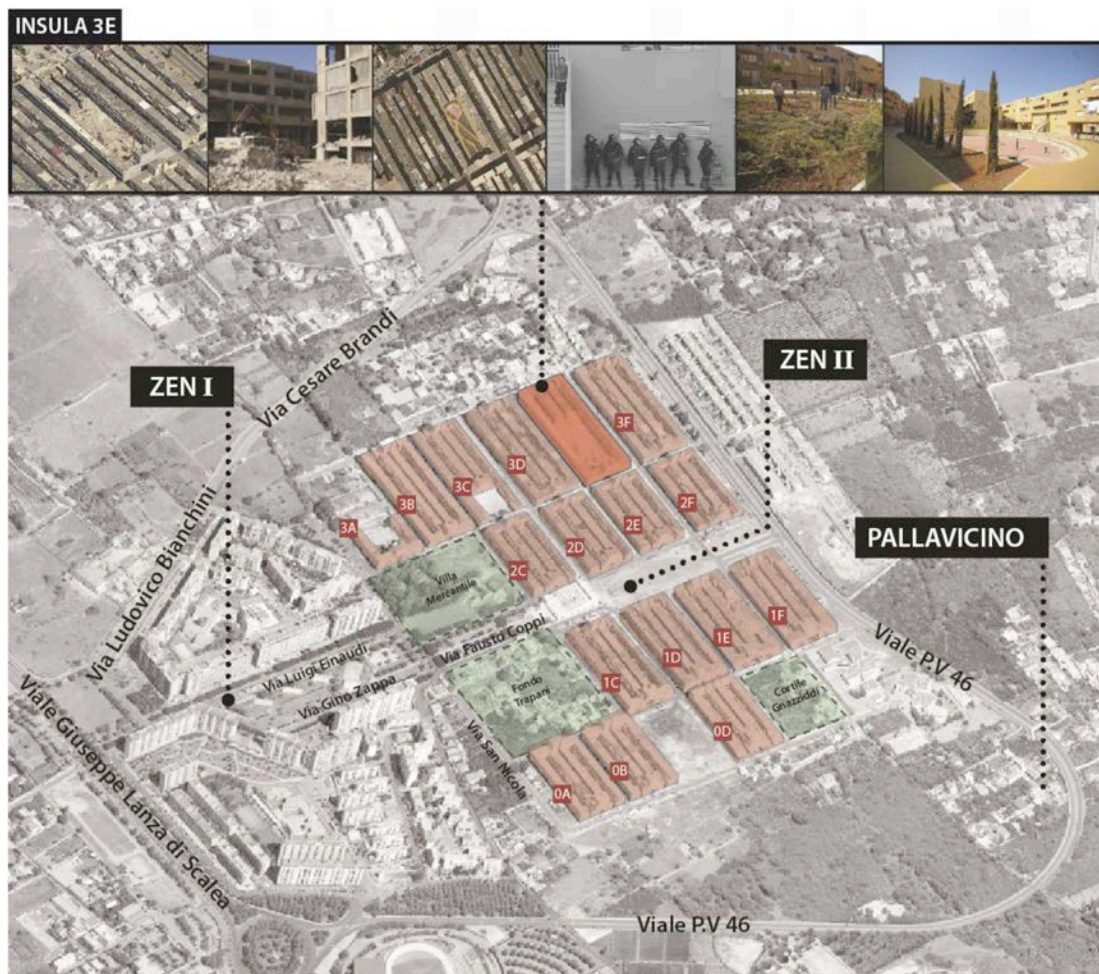 INSULA 3E
ZEN I
Via Cesare Brandi
ZEN II
3F
3D
3C
3B
3A
2F
2E
2D
2C
PALLAVICINO
Villa
Mercantile
Via Ludovico Bianchini
Via Fausto Coppi
Via Luigi Einaudi
Via Gino Zappa
1F
1E
1D
1C
Viale P.V 46
Fondo
Trapani
Cortile
Gnazziddi
0D
0B
0A
Via San Nicola
Viale Giuseppe Lanza di Scalea
Viale P.V 46